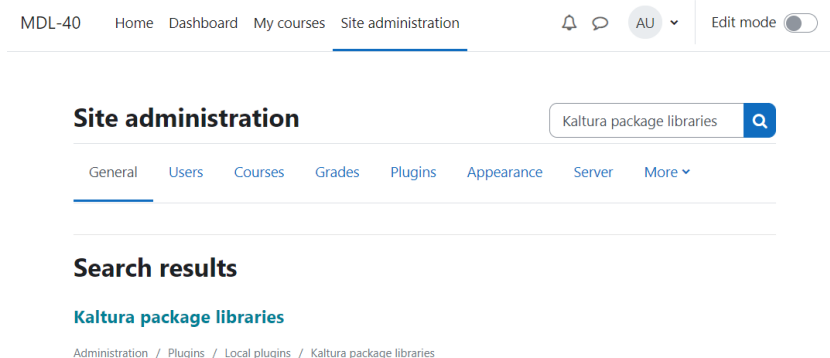 MDL-40 Home Dashboard My courses Site administration AU Edit mode
Site administration Kaltura package libraries
General Users Courses Grades Plugins Appearance Server More
Search results
Kaltura package libraries
Administration / Plugins / Local plugins / Kaltura package libraries